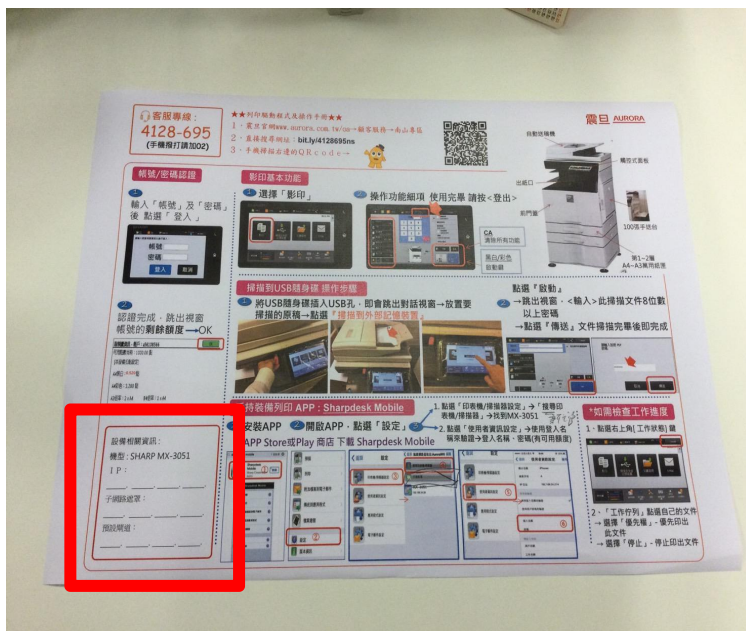 客服專線：
4128-695
(手機撥打請加02)
★★列印驅動程式及操作手冊★★
1、震旦官網www.aurora.com.tw/oa→顧客服務→南山專區
2、直接搜尋網址：bit.ly/4128695ns
3、手機掃描右邊的QRcode→
震旦 AURORA
自動送稿機
觸控式面板
出紙口
前門蓋
100張手送台
第1~2層
A4~A3萬用紙匣
帳號/密碼認證
輸入「帳號」及「密碼」
後 點選「登入」
帳號
密碼
登入 取消
認證完成，跳出視窗
帳號的剩餘額度→OK
影印基本功能
選擇「影印」
操作功能細項 使用完畢 請按<登出>
CA
清除所有功能
黑白/彩色
啟動鍵
掃描到USB隨身碟 操作步驟
將USB隨身碟插入USB孔，即會跳出對話視窗→放置要
掃描的原稿→點選『掃描到外部記憶裝置』
點選『啟動』
→跳出視窗，<輸入>此掃描文件8位數
以上密碼
→點選『傳送』文件掃描完畢後即完成
設備相關資訊：
機型：SHARP MX-3051
IP：
子網路遮罩：
預設閘道：
持裝備列印 APP：Sharpdesk Mobile
安裝APP
開啟APP，點選「設定」
APP Store或Play 商店 下載 Sharpdesk Mobile
1. 點選「印表機/掃描器設定」→「搜尋印
表機/掃描器」→找到MX-3051
2. 點選「使用者資訊設定」→使用登入名
稱來驗證→登入名稱、密碼(有可用額度)
設定
基本資訊
*如需檢查工作進度
1、點選右上角[工作狀態]鍵
2、「工作佇列」點選自己的文件
→ 選擇「優先權」- 優先印出
此文件
→ 選擇「停止」- 停止印出文件